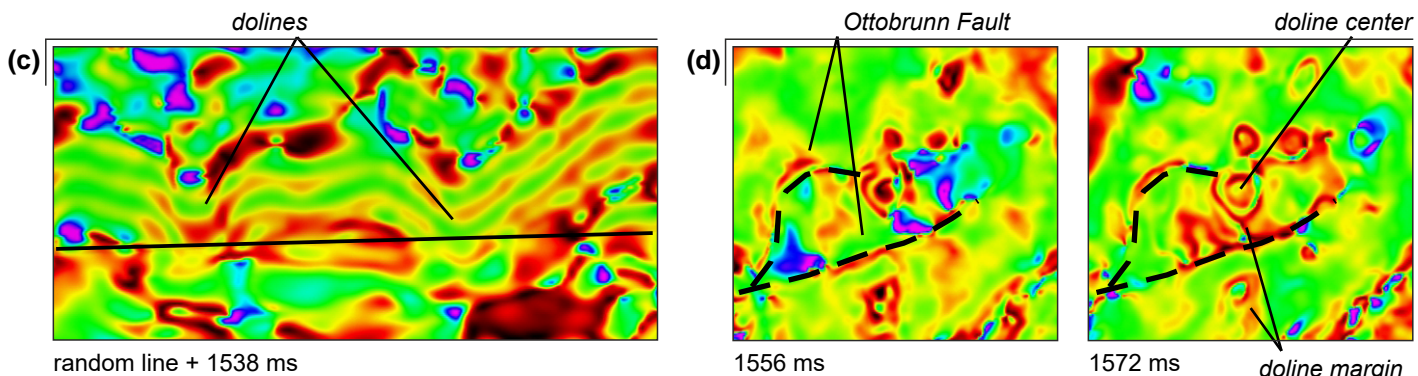 dolines
Ottobrunn Fault
doline center
(c)
(d)
random line + 1538 ms
1556 ms
1572 ms
doline margin